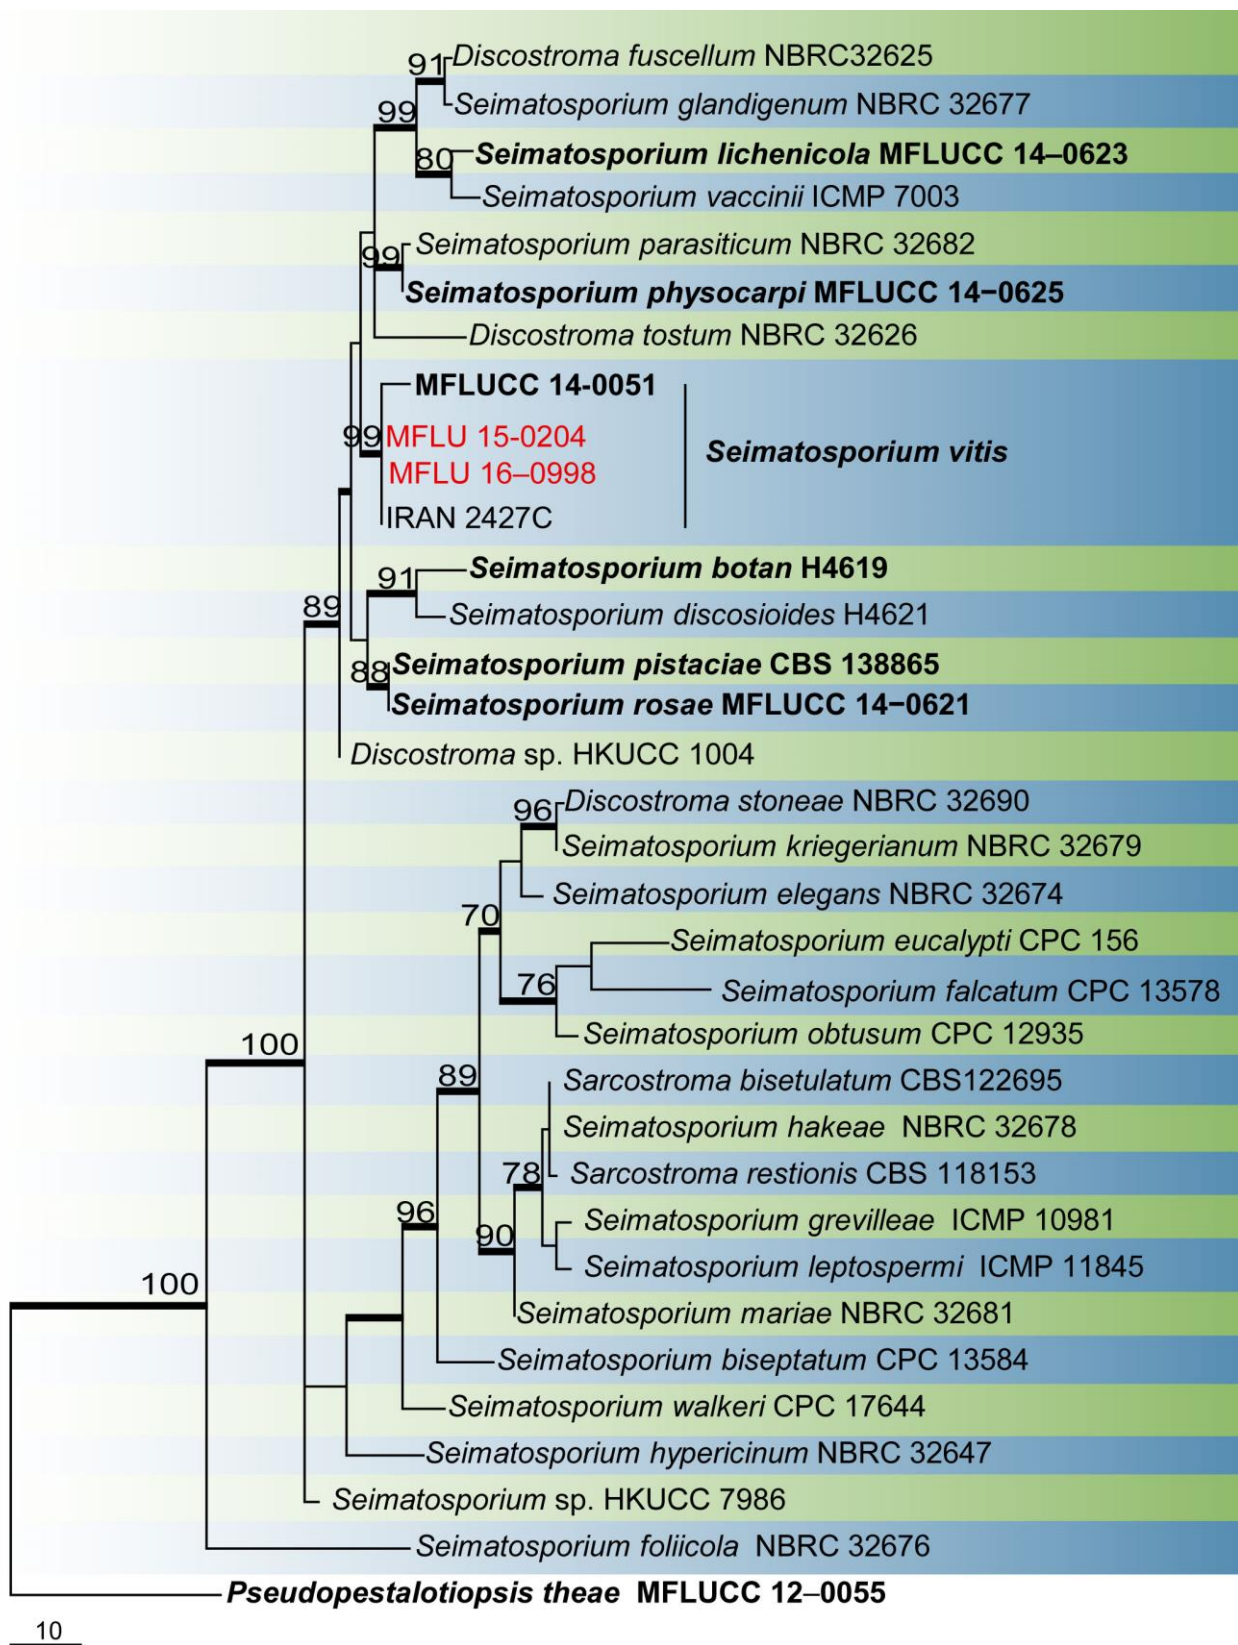 91 Discostroma fuscellum NBRC32625
Seimatosporium glandigenum NBRC 32677
99
80 Seimatosporium lichenicola MFLUCC 14–0623
Seimatosporium vaccinii ICMP 7003
Seimatosporium parasiticum NBRC 32682
99
Seimatosporium physocarpi MFLUCC 14−0625
Discostroma tostum NBRC 32626
MFLUCC 14-0051
99 MFLU 15-0204
Seimatosporium vitis
MFLU 16–0998
IRAN 2427C
91 Seimatosporium botan H4619
89 Seimatosporium discosioides H4621
88 Seimatosporium pistaciae CBS 138865
Seimatosporium rosae MFLUCC 14−0621
Discostroma sp. HKUCC 1004
96 Discostroma stoneae NBRC 32690
Seimatosporium kriegerianum NBRC 32679
Seimatosporium elegans NBRC 32674
70
Seimatosporium eucalypti CPC 156
76 Seimatosporium falcatum CPC 13578
Seimatosporium obtusum CPC 12935
100
89 Sarcostroma bisetulatum CBS122695
Seimatosporium hakeae NBRC 32678
78 Sarcostroma restionis CBS 118153
96 Seimatosporium grevilleae ICMP 10981
90
Seimatosporium leptospermi ICMP 11845
100
Seimatosporium mariae NBRC 32681
Seimatosporium biseptatum CPC 13584
Seimatosporium walkeri CPC 17644
Seimatosporium hypericinum NBRC 32647
Seimatosporium sp. HKUCC 7986
Seimatosporium foliicola NBRC 32676
Pseudopestalotiopsis theae MFLUCC 12–0055
10